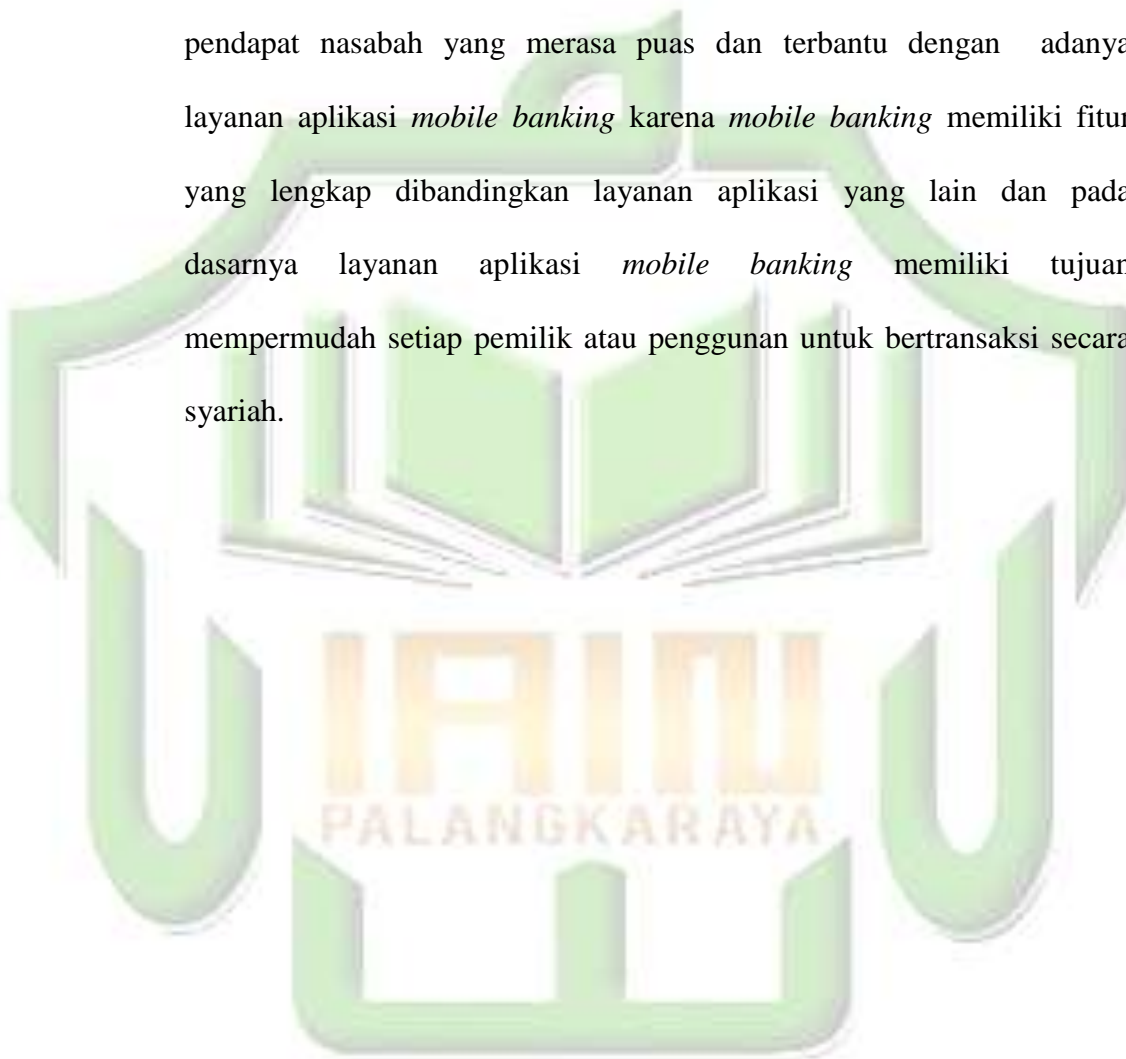 pendapat nasabah yang merasa puas dan terbantu dengan adanya
layanan aplikasi mobile banking karena mobile banking memiliki fitur
yang lengkap dibandingkan layanan aplikasi yang lain dan pada
dasarnya layanan aplikasi mobile banking memiliki tujuan
mempermudah setiap pemilik atau penggunan untuk bertransaksi secara
syariah.
IAIN
PALANGKARAYA